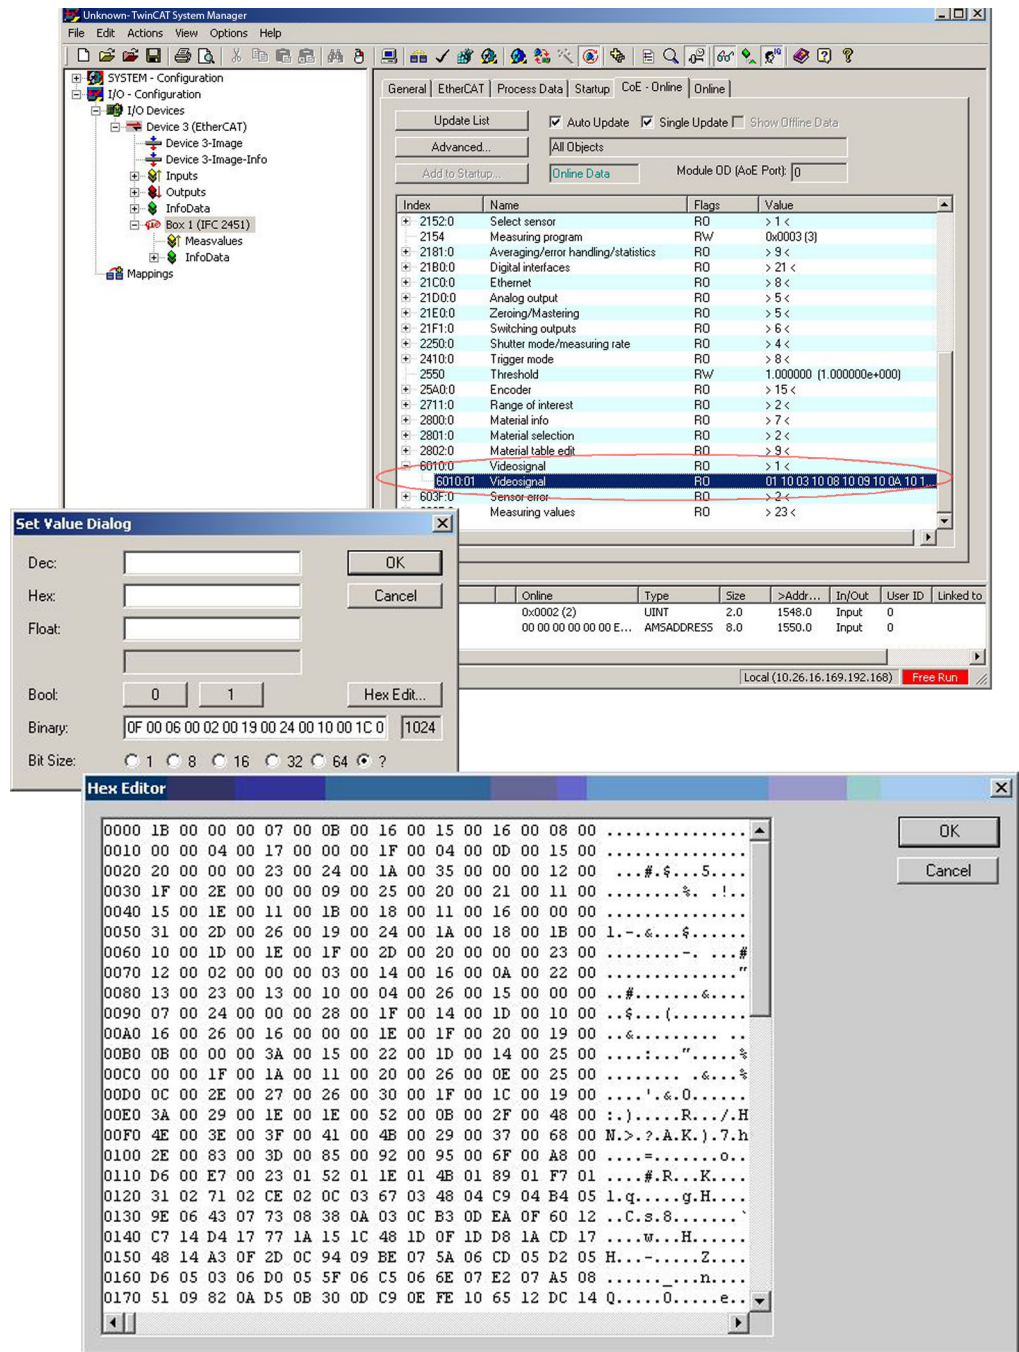 Unknown- TwinCAT System Manager
File Edit Actions View Options Help
SYSTEM - Configuration
I/O - Configuration
I/O Devices
Device 3 (EtherCAT)
Device 3-Image
Device 3-Image-Info
Inputs
Outputs
InfoData
Box 1 (IFC 2451)
Measvalues
InfoData
Mappings
General EtherCAT Process Data Startup CoE - Online Online
Update List Auto Update Single Update Show Offline Data
Advanced... All Objects
Add to Startup... Online Data Module OD (AoE Port): 0
Index Name Flags Value
2152:0 Select sensor RO > 1 <
2154 Measuring program RW 0x0003 (3)
2181:0 Averaging/error handling/statistics RO > 9 <
21B0:0 Digital interfaces RO > 21 <
21C0:0 Ethernet RO > 8 <
21D0:0 Analog output RO > 5 <
21E0:0 Zeroing/Mastering RO > 5 <
21F1:0 Switching outputs RO > 6 <
2250:0 Shutter mode/measuring rate RO > 4 <
2410:0 Trigger mode RO > 8 <
2550 Threshold RW 1.000000 (1.000000e+000)
25A0:0 Encoder RO > 15 <
2711:0 Range of interest RO > 2 <
2800:0 Material info RO > 7 <
2801:0 Material selection RO > 2 <
2802:0 Material table edit RO > 9 <
6010:0 Videosignal RO > 1 <
6010:01 Videosignal RO 01 10 03 10 08 10 09 10 0A 10 1...
603F:0 Sensor error RO > 2 <
Measuring values RO > 23 <
Online Type Size >Addr... In/Out User ID Linked to
0x0002 (2) UINT 2.0 1548.0 Input 0
00 00 00 00 00 00 E... AMSADDRESS 8.0 1550.0 Input 0
Local (10.26.16.169.192.168) Free Run
Set Value Dialog
Dec: OK
Hex: Cancel
Float:
Bool: 0 1 Hex Edit...
Binary: 0F 00 06 00 02 00 19 00 24 00 10 00 1C 0 1024
Bit Size: 1 8 16 32 64 ?
Hex Editor
OK
Cancel
0000 1B 00 00 00 07 00 0B 00 16 00 15 00 16 00 08 00 ................
0010 00 00 04 00 17 00 00 00 1F 00 04 00 0D 00 15 00 ................
0020 20 00 00 00 23 00 24 00 1A 00 35 00 00 00 12 00  ...#.$...5.....
0030 1F 00 2E 00 00 00 09 00 25 00 20 00 21 00 11 00 ........%. .!...
0040 15 00 1E 00 11 00 1B 00 18 00 11 00 16 00 00 00 ................
0050 31 00 2D 00 26 00 19 00 24 00 1A 00 18 00 1B 00 1.-.&...$.......
0060 10 00 1D 00 1E 00 1F 00 2D 00 20 00 00 00 23 00 ........-. ...#
0070 12 00 02 00 00 00 03 00 14 00 16 00 0A 00 22 00 ..............."
0080 13 00 23 00 13 00 10 00 04 00 26 00 15 00 00 00 ..#.......&....
0090 07 00 24 00 00 00 28 00 1F 00 14 00 1D 00 10 00 ..$...(........
00A0 16 00 26 00 16 00 00 00 1E 00 1F 00 20 00 19 00 ..&......... ..
00B0 0B 00 00 00 3A 00 15 00 22 00 1D 00 14 00 25 00 ....:...".....%
00C0 00 00 1F 00 1A 00 11 00 20 00 26 00 0E 00 25 00 ........ .&...%
00D0 0C 00 2E 00 27 00 26 00 30 00 1F 00 1C 00 19 00 ....'.&.0......
00E0 3A 00 29 00 1E 00 1E 00 52 00 0B 00 2F 00 48 00 :.).....R.../.H
00F0 4E 00 3E 00 3F 00 41 00 4B 00 29 00 37 00 68 00 N.>.?.A.K.).7.h
0100 2E 00 83 00 3D 00 85 00 92 00 95 00 6F 00 A8 00 ....=.......o..
0110 D6 00 E7 00 23 01 52 01 1E 01 4B 01 89 01 F7 01 ....#.R...K....
0120 31 02 71 02 CE 02 0C 03 67 03 48 04 C9 04 B4 05 1.q.....g.H....
0130 9E 06 43 07 73 08 38 0A 03 0C B3 0D EA 0F 60 12 ..C.s.8.......`
0140 C7 14 D4 17 77 1A 15 1C 48 1D 0F 1D D8 1A CD 17 ....w...H......
0150 48 14 A3 0F 2D 0C 94 09 BE 07 5A 06 CD 05 D2 05 H...-.....Z....
0160 D6 05 03 06 D0 05 5F 06 C5 06 6E 07 E2 07 A5 08 ......_...n....
0170 51 09 82 0A D5 0B 30 0D C9 0E FE 10 65 12 DC 14 Q.....0.....e..